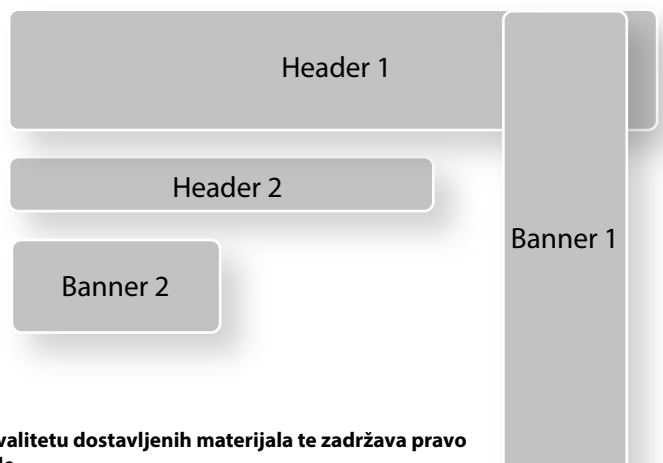 Header 1
Header 2
Banner 1
Banner 2
valitetu dostavljenih materijala te zadržava pravo